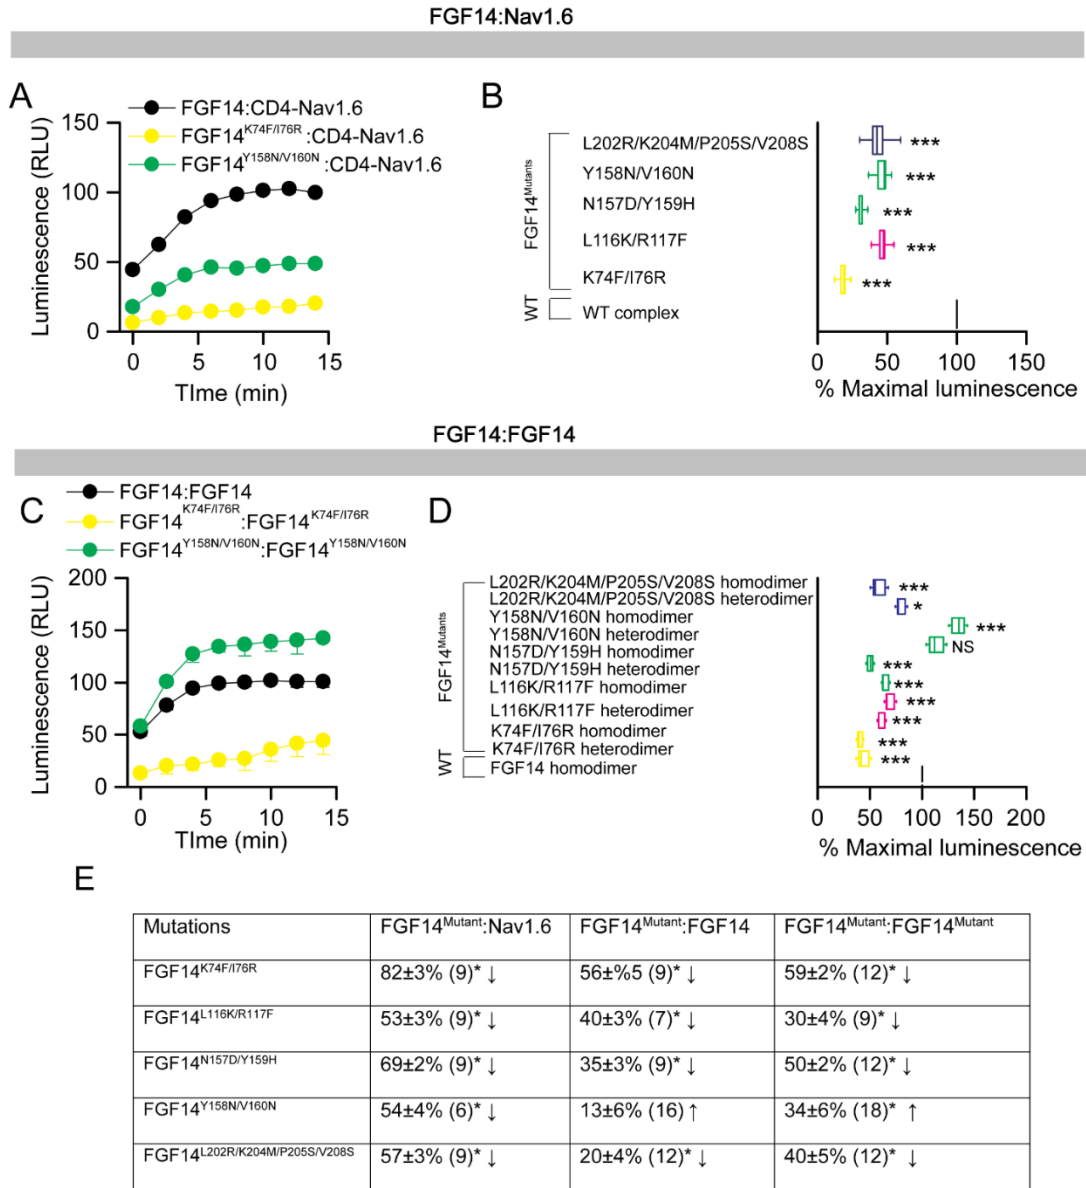 FGF14:Nav1.6
A
FGF14:CD4-Nav1.6
FGF14K74F/I76R:CD4-Nav1.6
FGF14Y158N/V160N:CD4-Nav1.6
Luminescence (RLU)
150
100
50
0
0 5 10 15
TIme (min)
B
FGF14Mutants
WT
L202R/K204M/P205S/V208S
Y158N/V160N
N157D/Y159H
L116K/R117F
K74F/I76R
WT complex
***
***
***
***
***
0 50 100 150
% Maximal luminescence
FGF14:FGF14
C
FGF14:FGF14
FGF14K74F/I76R:FGF14K74F/I76R
FGF14Y158N/V160N:FGF14Y158N/V160N
Luminescence (RLU)
200
150
100
50
0
0 5 10 15
TIme (min)
D
FGF14Mutants
WT
L202R/K204M/P205S/V208S homodimer
L202R/K204M/P205S/V208S heterodimer
Y158N/V160N homodimer
Y158N/V160N heterodimer
N157D/Y159H homodimer
N157D/Y159H heterodimer
L116K/R117F homodimer
L116K/R117F heterodimer
K74F/I76R homodimer
K74F/I76R heterodimer
FGF14 homodimer
***
*
***
NS
***
***
***
***
***
***
0 50 100 150 200
% Maximal luminescence
E
Mutations FGF14Mutant:Nav1.6 FGF14Mutant:FGF14 FGF14Mutant:FGF14Mutant
FGF14K74F/I76R 82±3% (9)* ↓ 56±%5 (9)* ↓ 59±2% (12)* ↓
FGF14L116K/R117F 53±3% (9)* ↓ 40±3% (7)* ↓ 30±4% (9)* ↓
FGF14N157D/Y159H 69±2% (9)* ↓ 35±3% (9)* ↓ 50±2% (12)* ↓
FGF14Y158N/V160N 54±4% (6)* ↓ 13±6% (16) ↑ 34±6% (18)* ↑
FGF14L202R/K204M/P205S/V208S 57±3% (9)* ↓ 20±4% (12)* ↓ 40±5% (12)* ↓